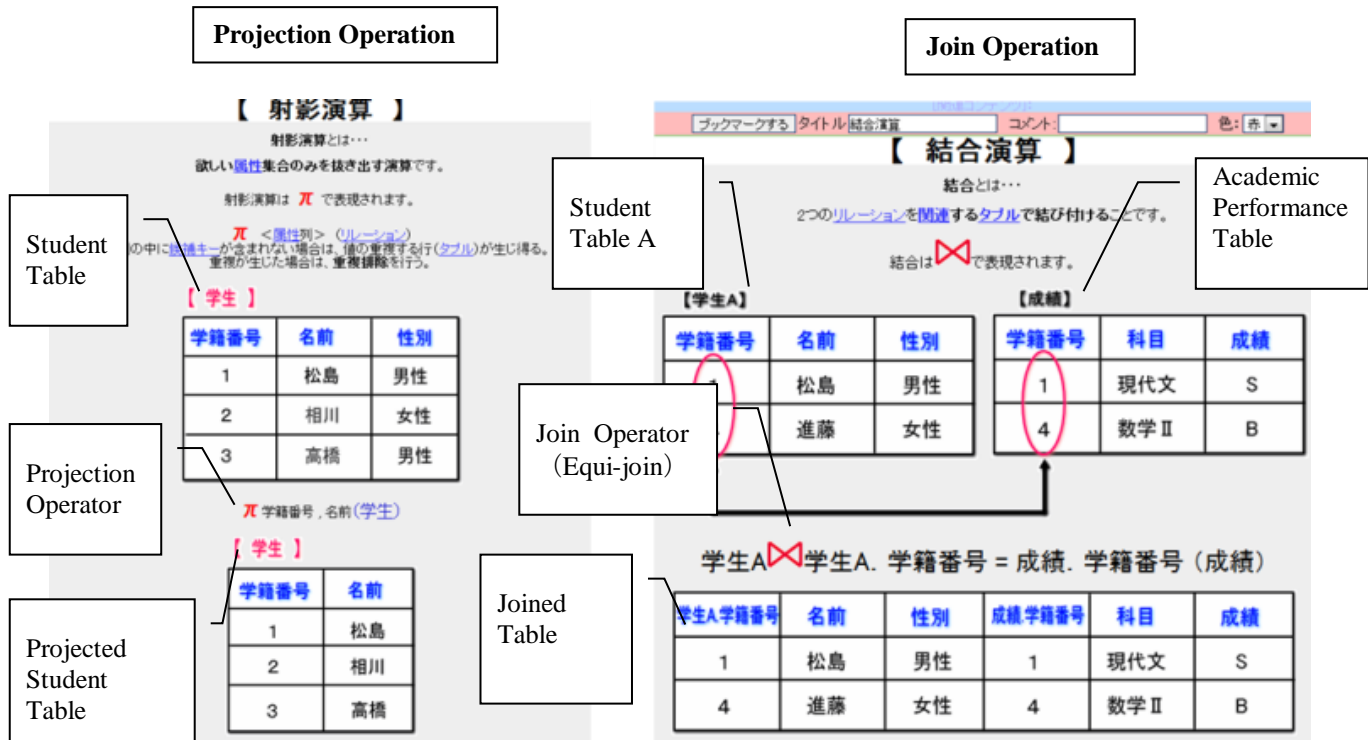 Projection Operation
【 射影演算 】
射影演算とは…
欲しい属性集合のみを抜き出す演算です。
射影演算は π で表現されます。
π <属性列> (リレーション)
の中に候補キーが含まれない場合は、値の重複する行(タプル)が生じ得る。
重複が生じた場合は、重複排除を行う。
Student
Table
【 学生 】
学籍番号 名前 性別
1 松島 男性
2 相川 女性
3 高橋 男性
Projection
Operator
π 学籍番号 , 名前(学生)
【 学生 】
Projected
Student
Table
学籍番号 名前
1 松島
2 相川
3 高橋
Join Operation
ブックマークする タイトル 結合演算 コメント: 色: 赤
【 結合演算 】
結合とは…
2つのリレーションを関連するタプルで結び付けることです。
結合は⋈で表現されます。
Student
Table A
Academic
Performance
Table
【学生A】
学籍番号 名前 性別
松島 男性
進藤 女性
【成績】
学籍番号 科目 成績
1 現代文 S
4 数学Ⅱ B
Join Operator
(Equi-join)
学生A⋈学生A. 学籍番号 = 成績. 学籍番号 (成績)
Joined
Table
学生A.学籍番号 名前 性別 成績.学籍番号 科目 成績
1 松島 男性 1 現代文 S
4 進藤 女性 4 数学Ⅱ B